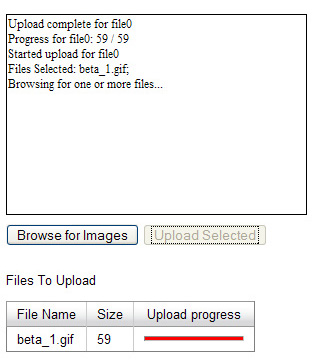 Upload complete for file0
Progress for file0: 59 / 59
Started upload for file0
Files Selected: beta_1.gif;
Browsing for one or more files...
Browse for Images Upload Selected
Files To Upload
File Name Size Upload progress
beta_1.gif 59